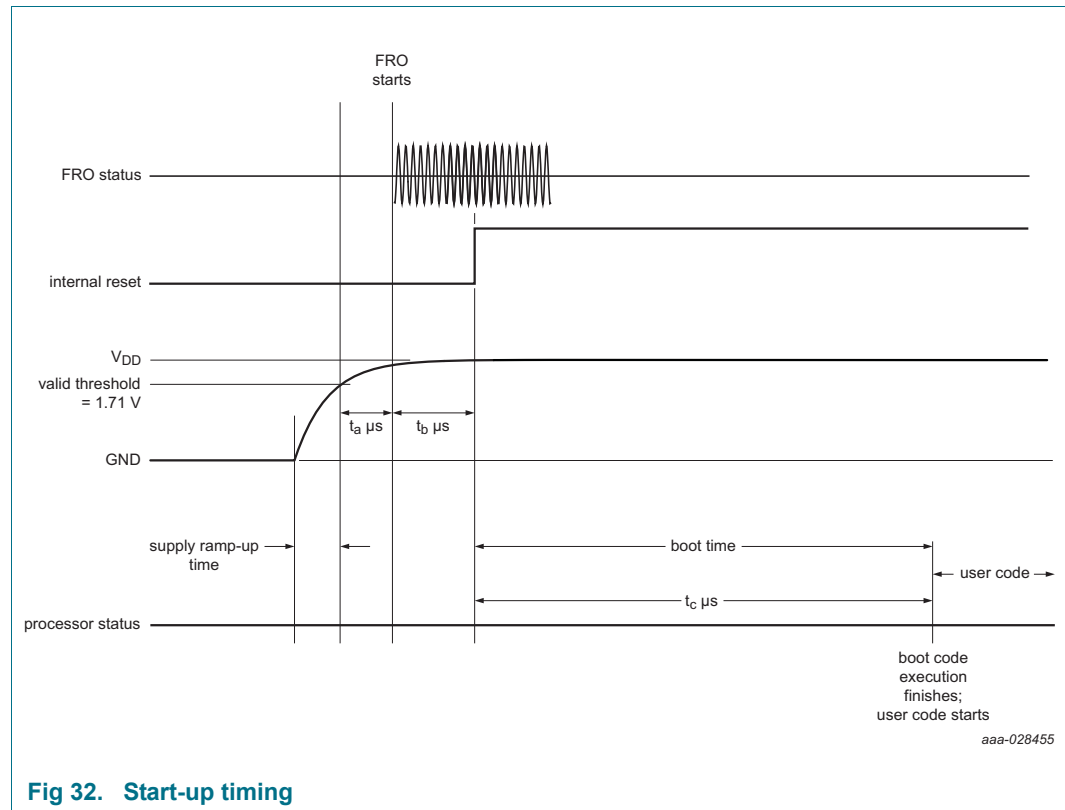 FRO
starts
FRO status
internal reset
VDD
valid threshold
= 1.71 V
ta µs
tb µs
GND
supply ramp-up
time
boot time
user code
tc µs
processor status
boot code
execution
finishes;
user code starts
aaa-028455
Fig 32. Start-up timing